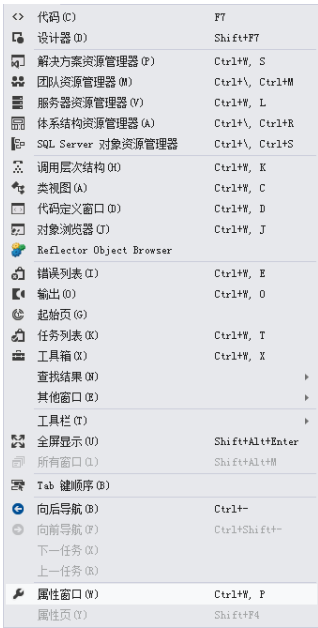 代码(C) F7
设计器(D) Shift+F7
解决方案资源管理器(P) Ctrl+W, S
团队资源管理器(M) Ctrl+\, Ctrl+M
服务器资源管理器(V) Ctrl+W, L
体系结构资源管理器(A) Ctrl+\, Ctrl+R
SQL Server 对象资源管理器 Ctrl+\, Ctrl+S
调用层次结构(H) Ctrl+W, K
类视图(A) Ctrl+W, C
代码定义窗口(D) Ctrl+W, D
对象浏览器(J) Ctrl+W, J
Reflector Object Browser
错误列表(I) Ctrl+W, E
输出(O) Ctrl+W, O
起始页(G)
任务列表(K) Ctrl+W, T
工具箱(X) Ctrl+W, X
查找结果(N)
其他窗口(E)
工具栏(T)
全屏显示(U) Shift+Alt+Enter
所有窗口(L) Shift+Alt+M
Tab 键顺序(B)
向后导航(B) Ctrl+-
向前导航(F) Ctrl+Shift+-
下一任务(X)
上一任务(R)
属性窗口(W) Ctrl+W, P
属性页(Y) Shift+F4